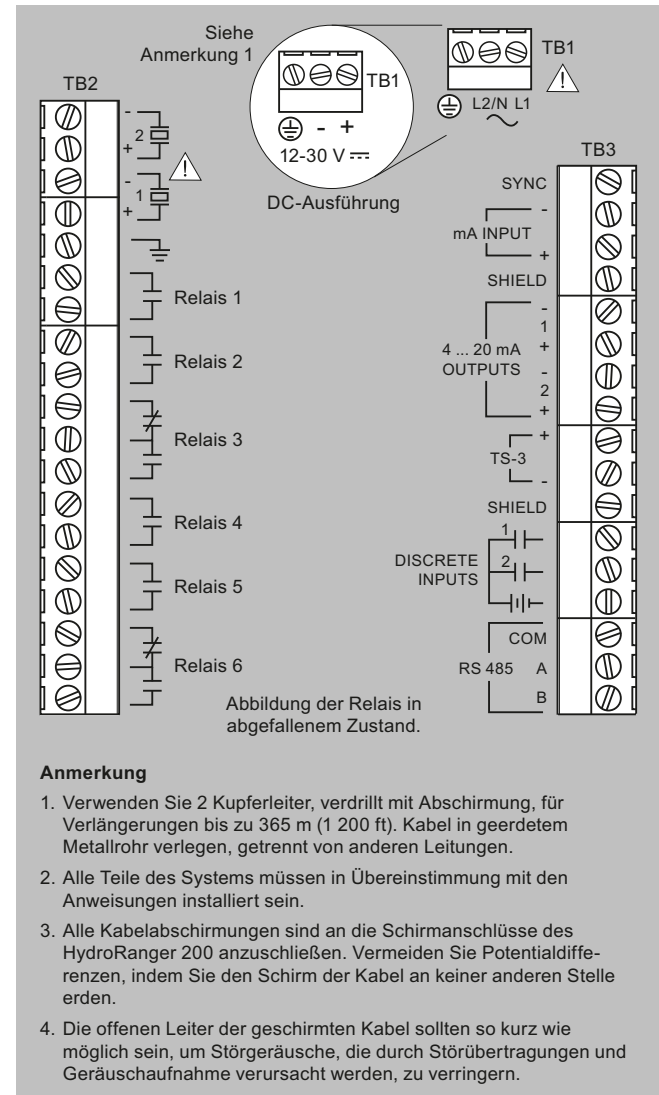 Siehe
Anmerkung 1
TB1
TB1
L2/N L1
- +
12-30 V
DC-Ausführung
TB2
-
2
+
-
1
+
Relais 1
Relais 2
Relais 3
Relais 4
Relais 5
Relais 6
Abbildung der Relais in
abgefallenem Zustand.
TB3
SYNC
-
mA INPUT
+
SHIELD
-
1
4 ... 20 mA +
OUTPUTS -
2
+
+
TS-3
-
SHIELD
1
DISCRETE 2
INPUTS
COM
RS 485 A
B
Anmerkung
1. Verwenden Sie 2 Kupferleiter, verdrillt mit Abschirmung, für
Verlängerungen bis zu 365 m (1 200 ft). Kabel in geerdetem
Metallrohr verlegen, getrennt von anderen Leitungen.
2. Alle Teile des Systems müssen in Übereinstimmung mit den
Anweisungen installiert sein.
3. Alle Kabelabschirmungen sind an die Schirmanschlüsse des
HydroRanger 200 anzuschließen. Vermeiden Sie Potentialdiffe-
renzen, indem Sie den Schirm der Kabel an keiner anderen Stelle
erden.
4. Die offenen Leiter der geschirmten Kabel sollten so kurz wie
möglich sein, um Störgeräusche, die durch Störübertragungen und
Geräuschaufnahme verursacht werden, zu verringern.